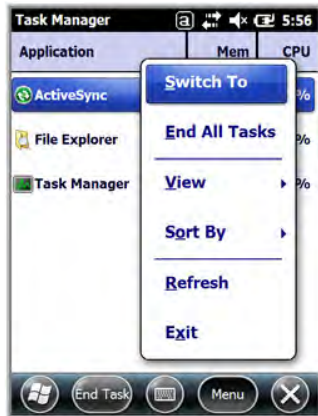 Task Manager a 5:56
Application Mem CPU
ActiveSync %
File Explorer %
Task Manager %
Switch To
End All Tasks
View
Sort By
Refresh
Exit
End Task Menu